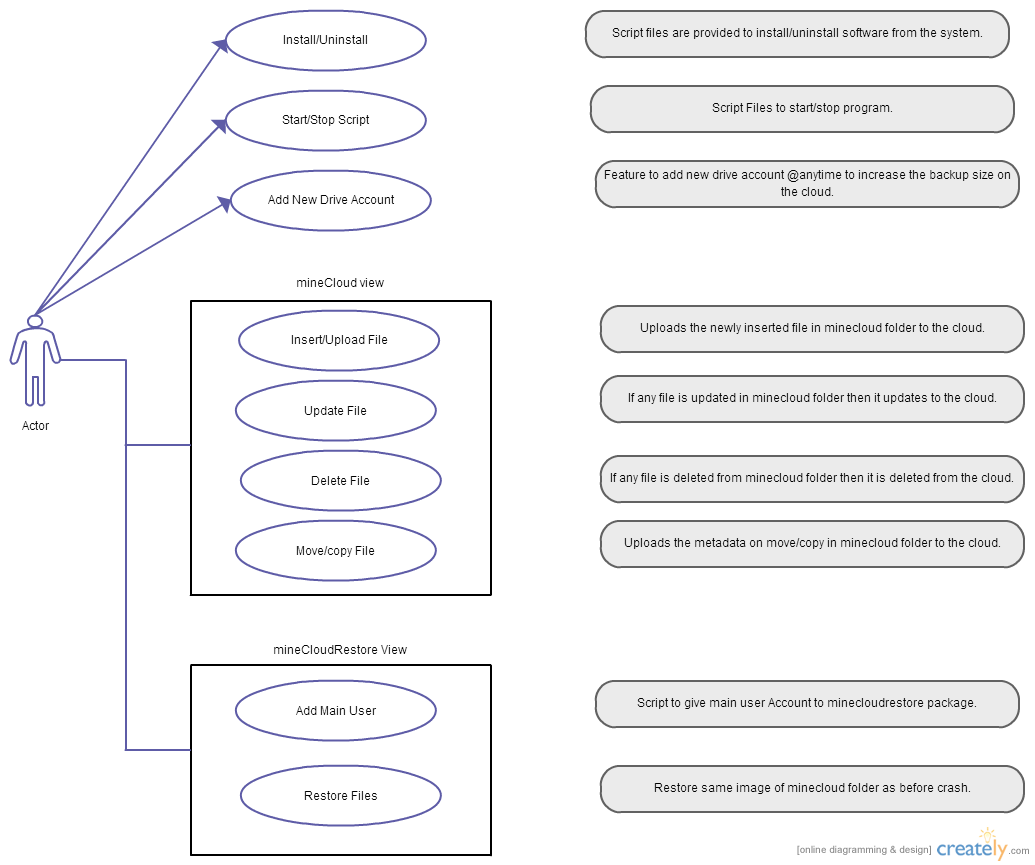 Install/Uninstall
Script files are provided to install/uninstall software from the system.
Start/Stop Script
Script Files to start/stop program.
Add New Drive Account
Feature to add new drive account @anytime to increase the backup size on
the cloud.
mineCloud view
Insert/Upload File
Uploads the newly inserted file in minecloud folder to the cloud.
Update File
If any file is updated in minecloud folder then it updates to the cloud.
Actor
Delete File
If any file is deleted from minecloud folder then it is deleted from the cloud.
Move/copy File
Uploads the metadata on move/copy in minecloud folder to the cloud.
mineCloudRestore View
Add Main User
Script to give main user Account to minecloudrestore package.
Restore Files
Restore same image of minecloud folder as before crash.
[online diagramming & design] creately.com